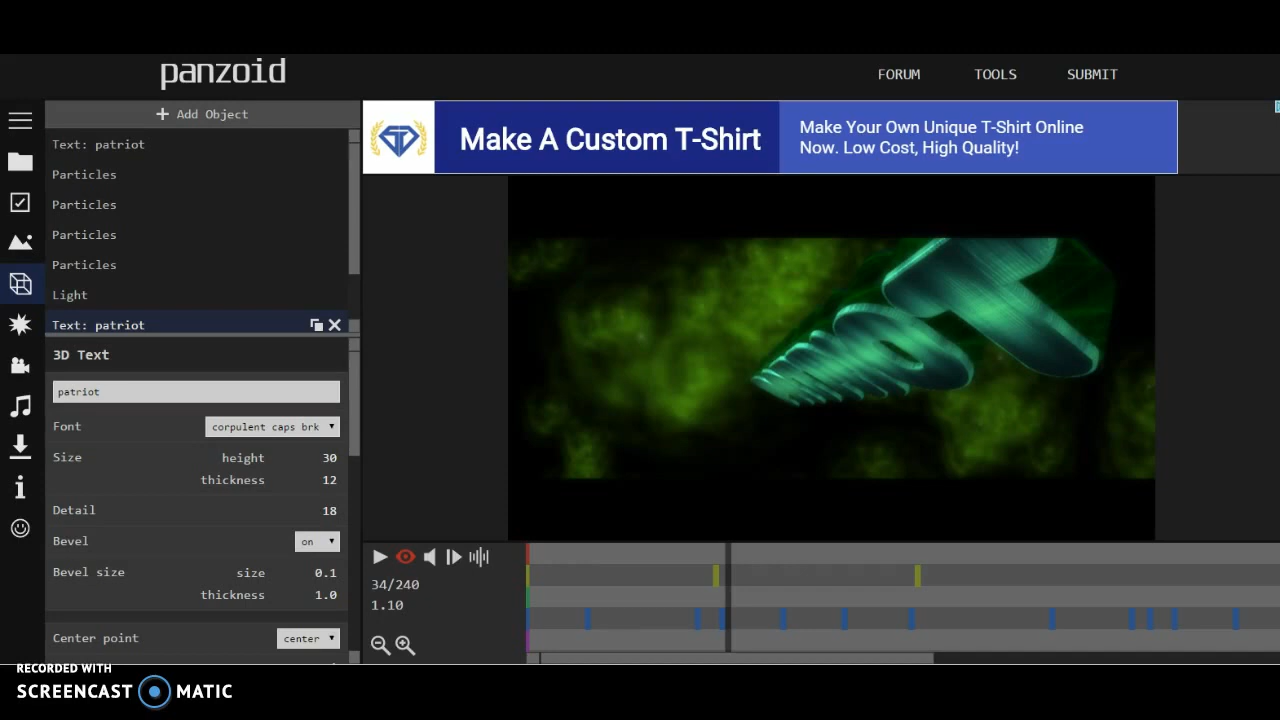 panzoid
FORUM TOOLS SUBMIT
+ Add Object
Text: patriot
Particles
Particles
Particles
Particles
Light
Text: patriot
3D Text
patriot
Font corpulent caps brk
Size height 30
thickness 12
Detail 18
Bevel on
Bevel size size 0.1
thickness 1.0
Center point center
Make A Custom T-Shirt
Make Your Own Unique T-Shirt Online
Now. Low Cost, High Quality!
34/240
1.10
RECORDED WITH
SCREENCAST MATIC